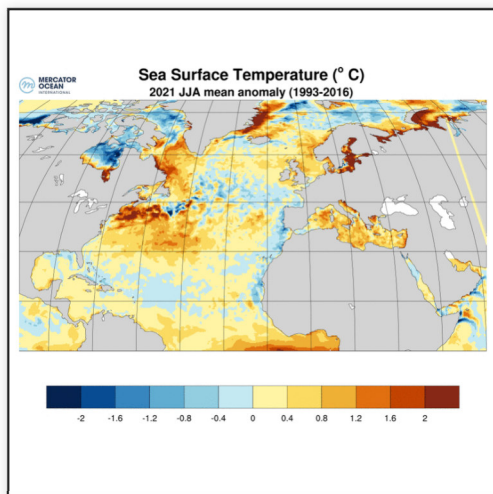 MERCATOR
OCEAN
INTERNATIONAL
Sea Surface Temperature (° C)
2021 JJA mean anomaly (1993-2016)
-2 -1.6 -1.2 -0.8 -0.4 0 0.4 0.8 1.2 1.6 2